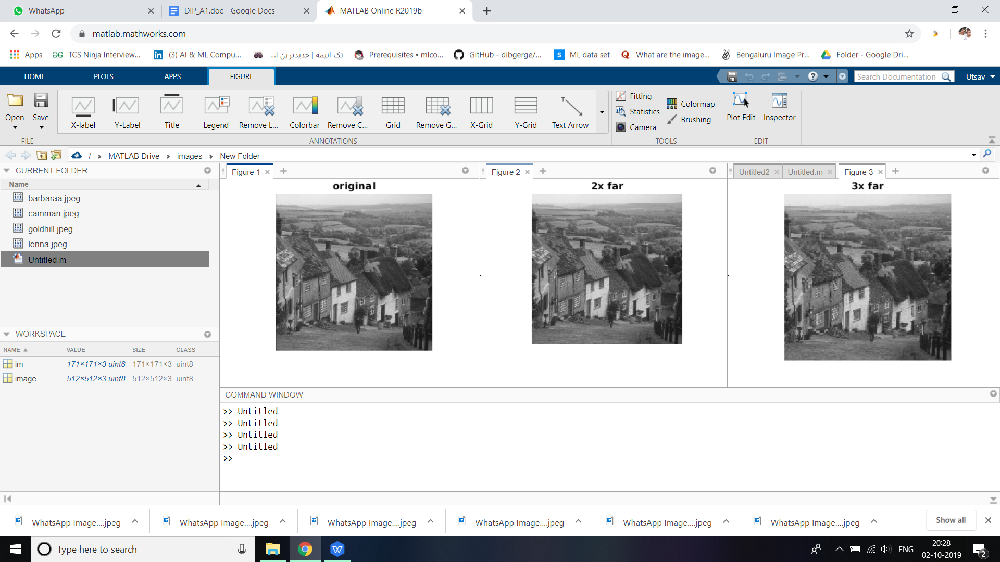 WhatsApp
DIP_A1.doc - Google Docs
MATLAB Online R2019b
matlab.mathworks.com
Apps
TCS Ninja Interview...
(3) AI & ML Compu...
تک انیمه | جدیدترین ا...
Prerequisites • mlco...
GitHub - dibgerge/...
ML data set
What are the image...
Bengaluru Image Pr...
Folder - Google Dri...
HOME
PLOTS
APPS
FIGURE
Search Documentation
Utsav
Open
Save
FILE
X-label
Y-Label
Title
Legend
Remove L...
Colorbar
Remove C...
Grid
Remove G...
X-Grid
Y-Grid
Text Arrow
ANNOTATIONS
Fitting
Statistics
Camera
Colormap
Brushing
TOOLS
Plot Edit
Inspector
EDIT
/ › MATLAB Drive › images › New Folder
CURRENT FOLDER
Name
barbaraa.jpeg
camman.jpeg
goldhill.jpeg
lenna.jpeg
Untitled.m
WORKSPACE
NAME VALUE SIZE CLASS
im 171×171×3 uint8 171×171×3 uint8
image 512×512×3 uint8 512×512×3 uint8
Figure 1
original
Figure 2
2x far
Untitled2
Untitled.m
Figure 3
3x far
COMMAND WINDOW
>> Untitled
>> Untitled
>> Untitled
>> Untitled
>>
WhatsApp Image....jpeg
WhatsApp Image....jpeg
WhatsApp Image....jpeg
WhatsApp Image....jpeg
WhatsApp Image....jpeg
WhatsApp Image....jpeg
Show all
Type here to search
ENG
20:28
02-10-2019
2